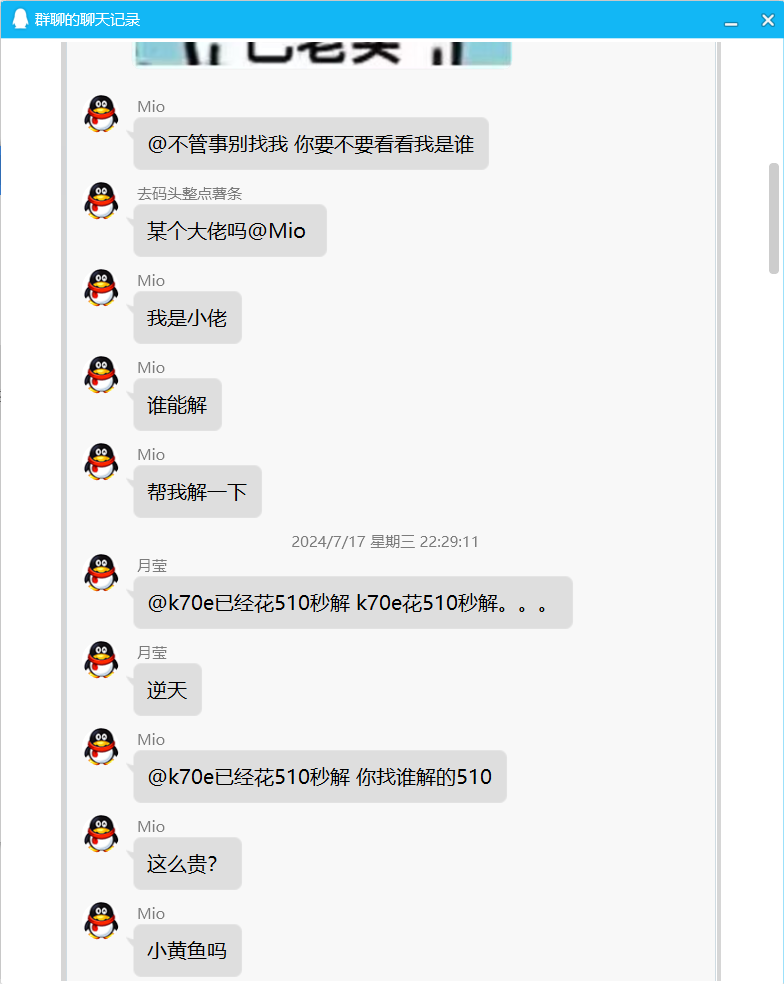 群聊的聊天记录
Mio
@不管事别找我 你要不要看看我是谁
去码头整点薯条
某个大佬吗@Mio
Mio
我是小佬
Mio
谁能解
Mio
帮我解一下
2024/7/17 星期三 22:29:11
月莹
@k70e已经花510秒解 k70e花510秒解。。。
月莹
逆天
Mio
@k70e已经花510秒解 你找谁解的510
Mio
这么贵？
Mio
小黄鱼吗